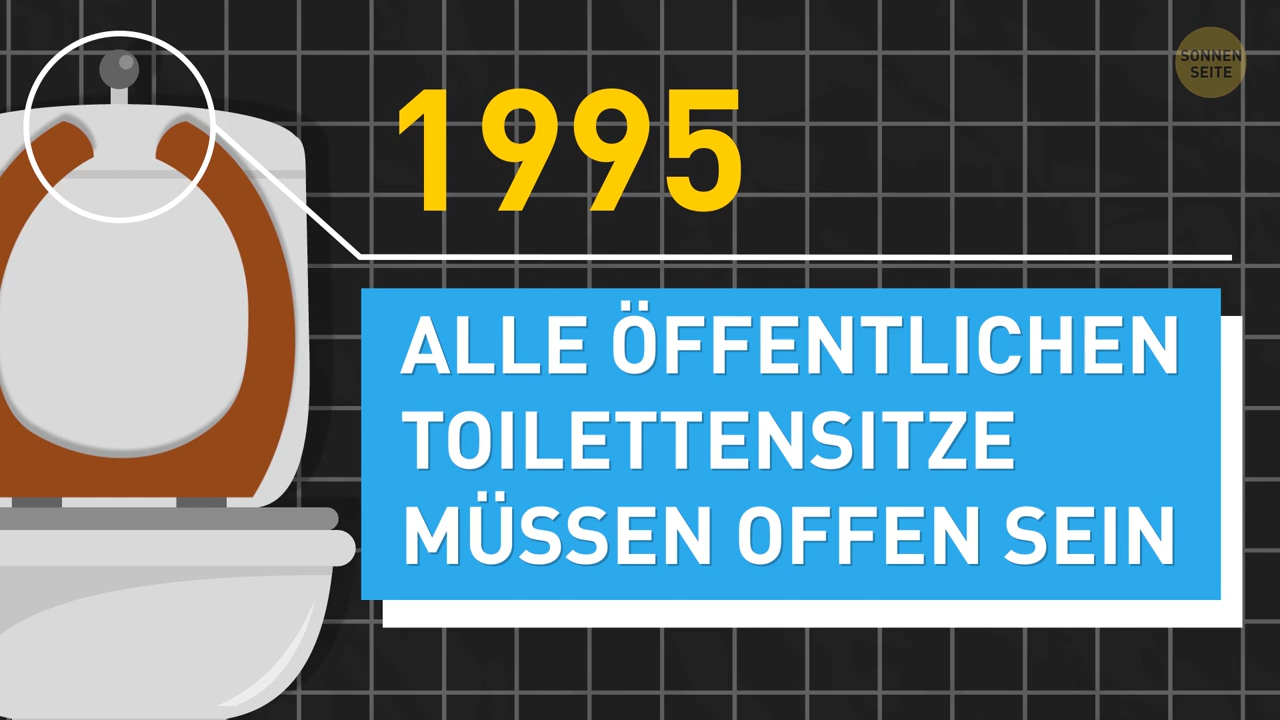 SONNEN
SEITE
1995
ALLE ÖFFENTLICHEN
TOILETTENSITZE
MÜSSEN OFFEN SEIN